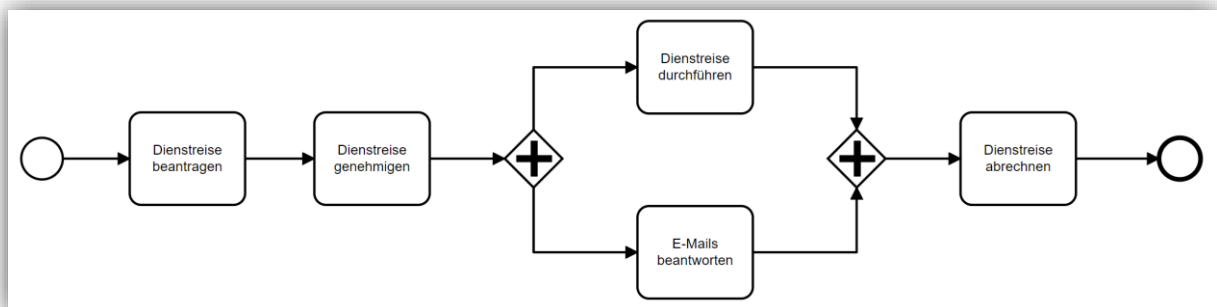 Dienstreise
beantragen
Dienstreise
genehmigen
Dienstreise
durchführen
E-Mails
beantworten
Dienstreise
abrechnen